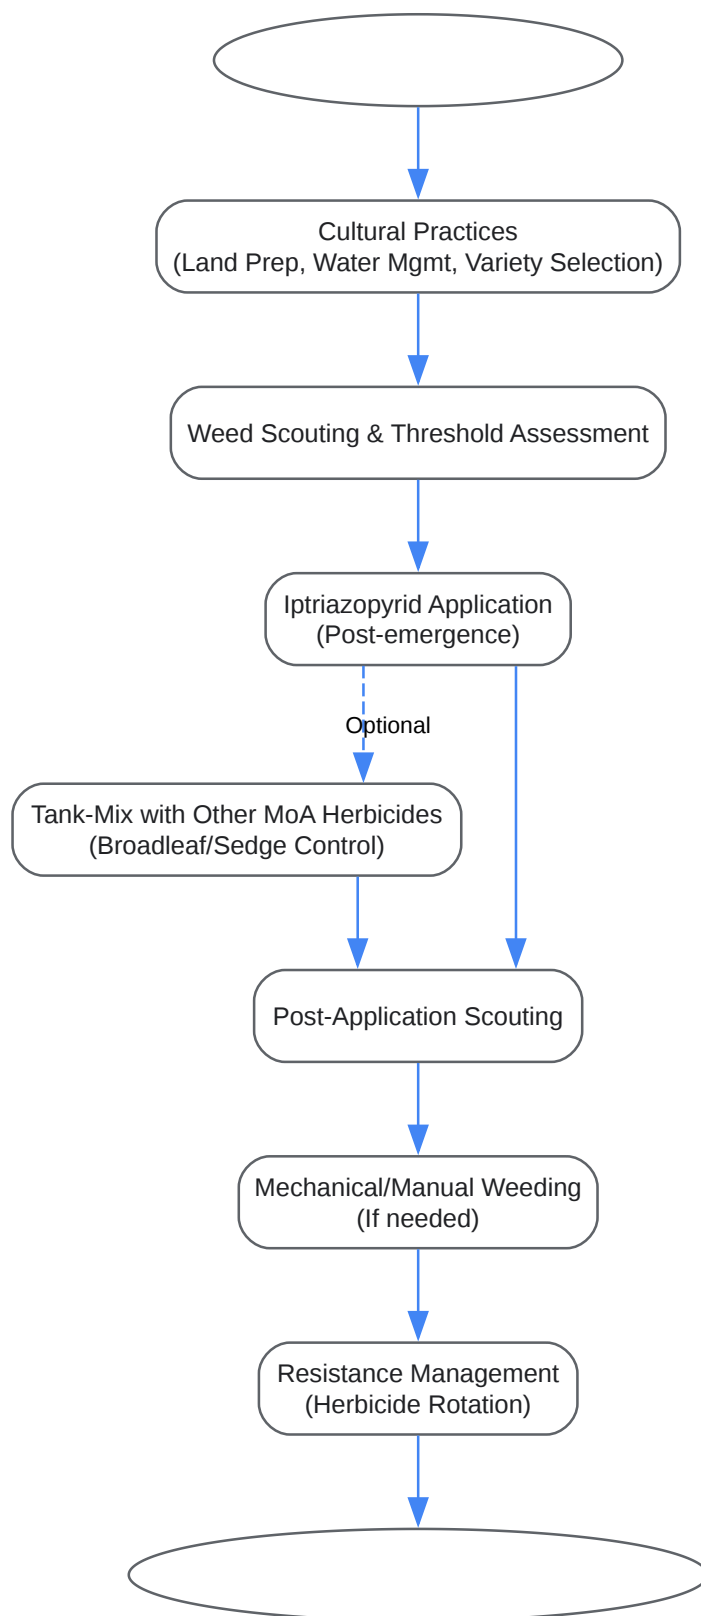 Cultural Practices
(Land Prep, Water Mgmt, Variety Selection)
Weed Scouting & Threshold Assessment
Iptriazopyrid Application
(Post-emergence)
Optional
Tank-Mix with Other MoA Herbicides
(Broadleaf/Sedge Control)
Post-Application Scouting
Mechanical/Manual Weeding
(If needed)
Resistance Management
(Herbicide Rotation)